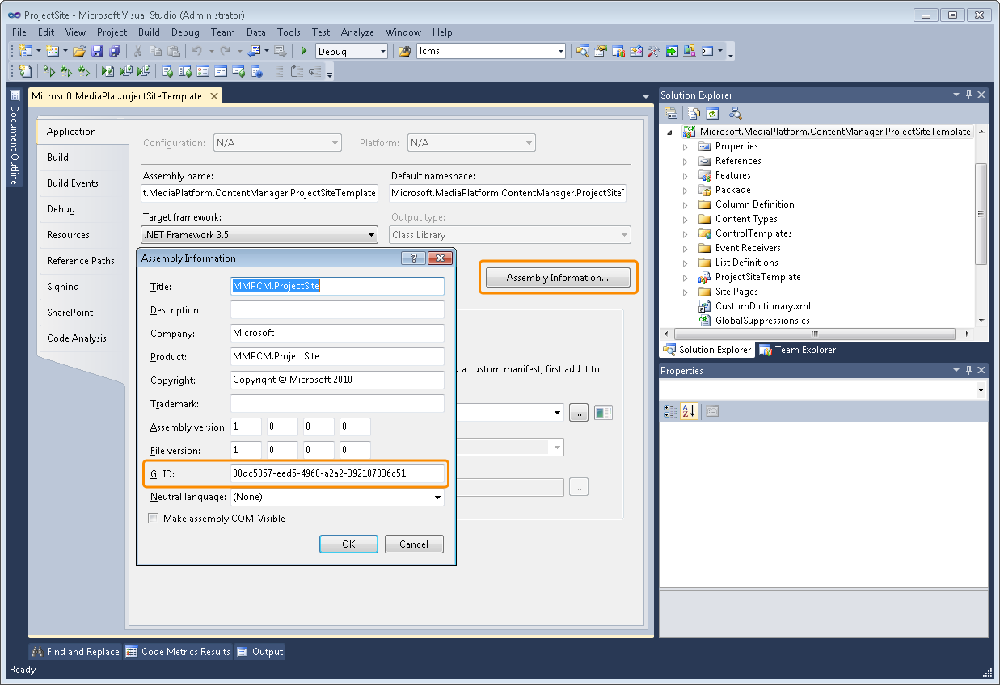 ProjectSite - Microsoft Visual Studio (Administrator)
File Edit View Project Build Debug Team Data Tools Test Analyze Window Help
Debug lcms
Document Outline
Microsoft.MediaPla...rojectSiteTemplate
Application
Build
Build Events
Debug
Resources
Reference Paths
Signing
SharePoint
Code Analysis
Configuration: N/A Platform: N/A
Assembly name: Default namespace:
t.MediaPlatform.ContentManager.ProjectSiteTemplate Microsoft.MediaPlatform.ContentManager.ProjectSite
Target framework: Output type:
.NET Framework 3.5 Class Library
Assembly Information...
d a custom manifest, first add it to
...
...
Assembly Information
Title: MMPCM.ProjectSite
Description:
Company: Microsoft
Product: MMPCM.ProjectSite
Copyright: Copyright © Microsoft 2010
Trademark:
Assembly version: 1 0 0 0
File version: 1 0 0 0
GUID: 00dc5857-eed5-4968-a2a2-392107336c51
Neutral language: (None)
Make assembly COM-Visible
OK Cancel
Solution Explorer
Microsoft.MediaPlatform.ContentManager.ProjectSiteTemplate
Properties
References
Features
Package
Column Definition
Content Types
ControlTemplates
Event Receivers
List Definitions
ProjectSiteTemplate
Site Pages
CustomDictionary.xml
GlobalSuppressions.cs
Solution Explorer Team Explorer
Properties
Find and Replace Code Metrics Results Output
Ready